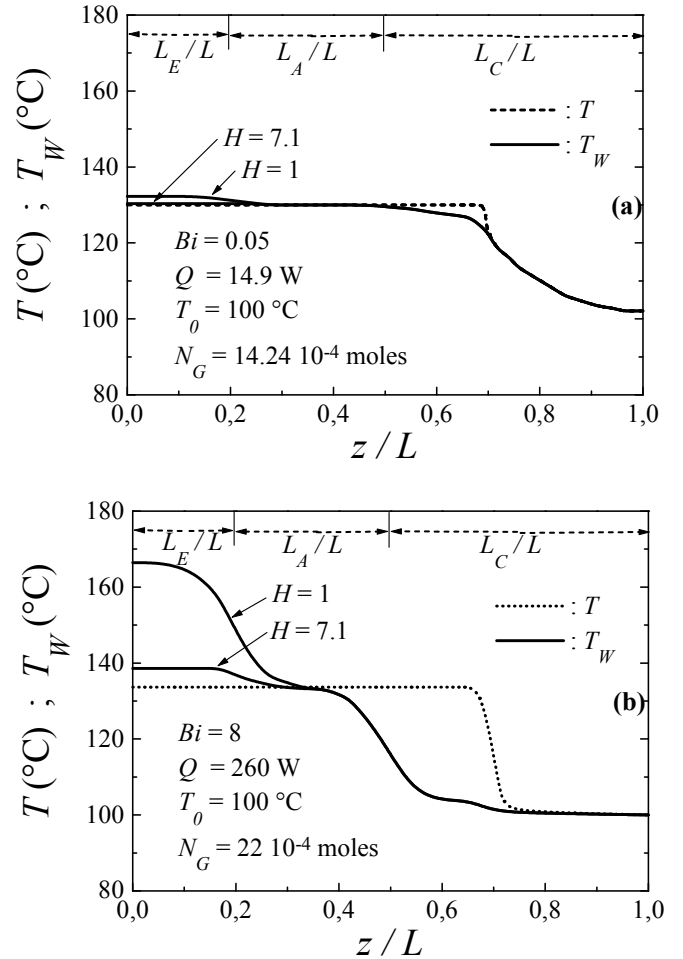 180
L_E/L L_A/L L_C/L
160
H = 7.1
: T
H = 1
: T_W
140
(a)
120
Bi = 0.05
Q = 14.9 W
T_0 = 100 °C
100
N_G = 14.24 10^-4 moles
80
0,0 0,2 0,4 0,6 0,8 1,0
z / L
T (°C) ; T_W (°C)
180
L_E/L L_A/L L_C/L
160
H = 1
: T
H = 7.1
: T_W
140
(b)
Bi = 8
120
Q = 260 W
T_0 = 100 °C
100
N_G = 22 10^-4 moles
80
0,0 0,2 0,4 0,6 0,8 1,0
z / L
T (°C) ; T_W (°C)